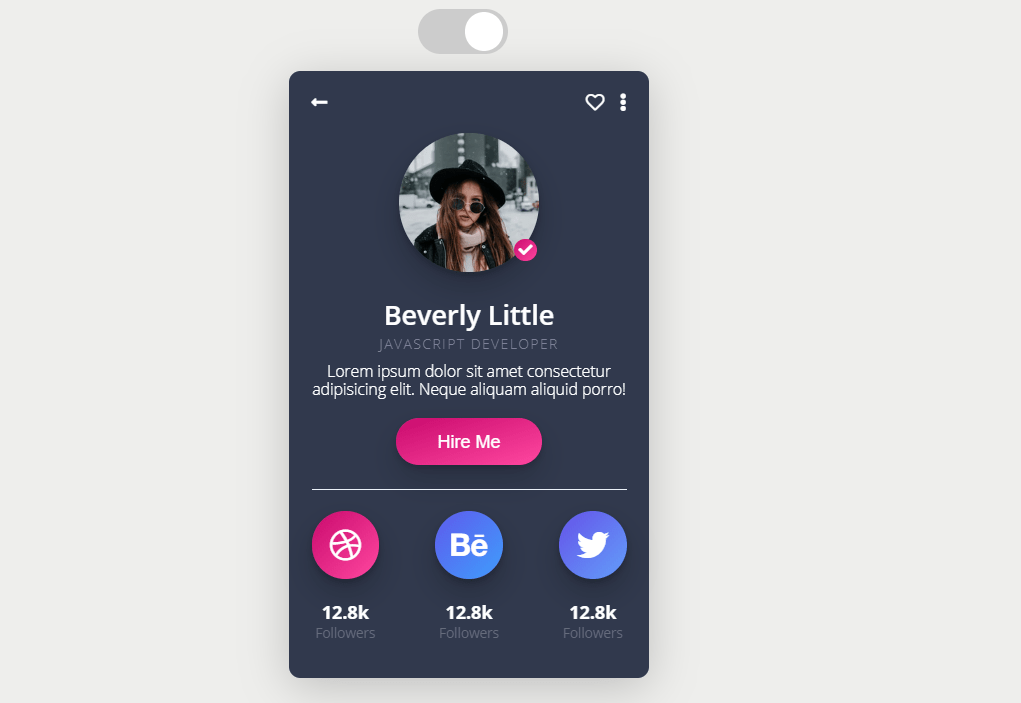 Beverly Little
JAVASCRIPT DEVELOPER
Lorem ipsum dolor sit amet consectetur
adipisicing elit. Neque aliquam aliquid porro!
Hire Me
Bē
12.8k 12.8k 12.8k
Followers Followers Followers